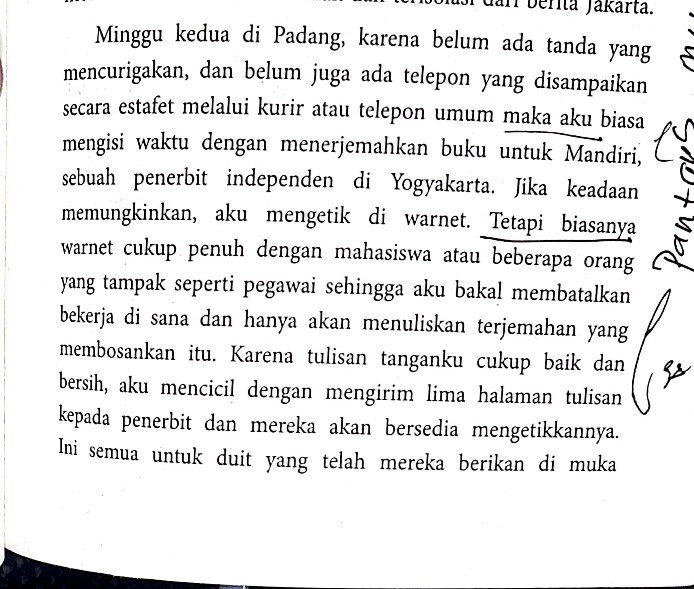 dari berita Jakarta.
Minggu kedua di Padang, karena belum ada tanda yang
mencurigakan, dan belum juga ada telepon yang disampaikan
secara estafet melalui kurir atau telepon umum maka aku biasa
mengisi waktu dengan menerjemahkan buku untuk Mandiri,
sebuah penerbit independen di Yogyakarta. Jika keadaan
memungkinkan, aku mengetik di warnet. Tetapi biasanya
warnet cukup penuh dengan mahasiswa atau beberapa orang
yang tampak seperti pegawai sehingga aku bakal membatalkan
bekerja di sana dan hanya akan menuliskan terjemahan yang
membosankan itu. Karena tulisan tanganku cukup baik dan
bersih, aku mencicil dengan mengirim lima halaman tulisan
kepada penerbit dan mereka akan bersedia mengetikkannya.
Ini semua untuk duit yang telah mereka berikan di muka